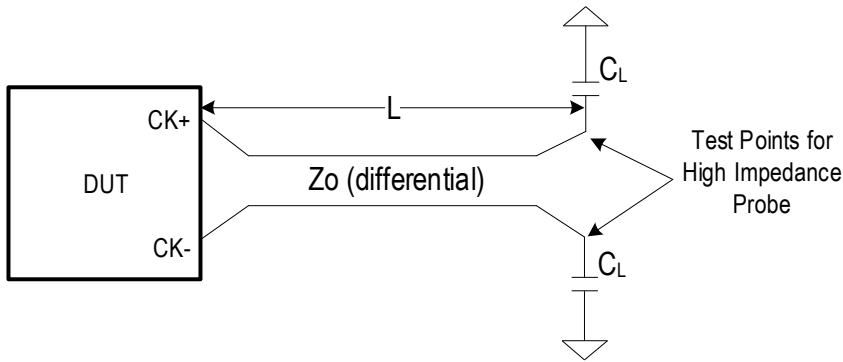 CL
L
CK+
Test Points for
High Impedance
Probe
Zo (differential)
DUT
CK-
CL